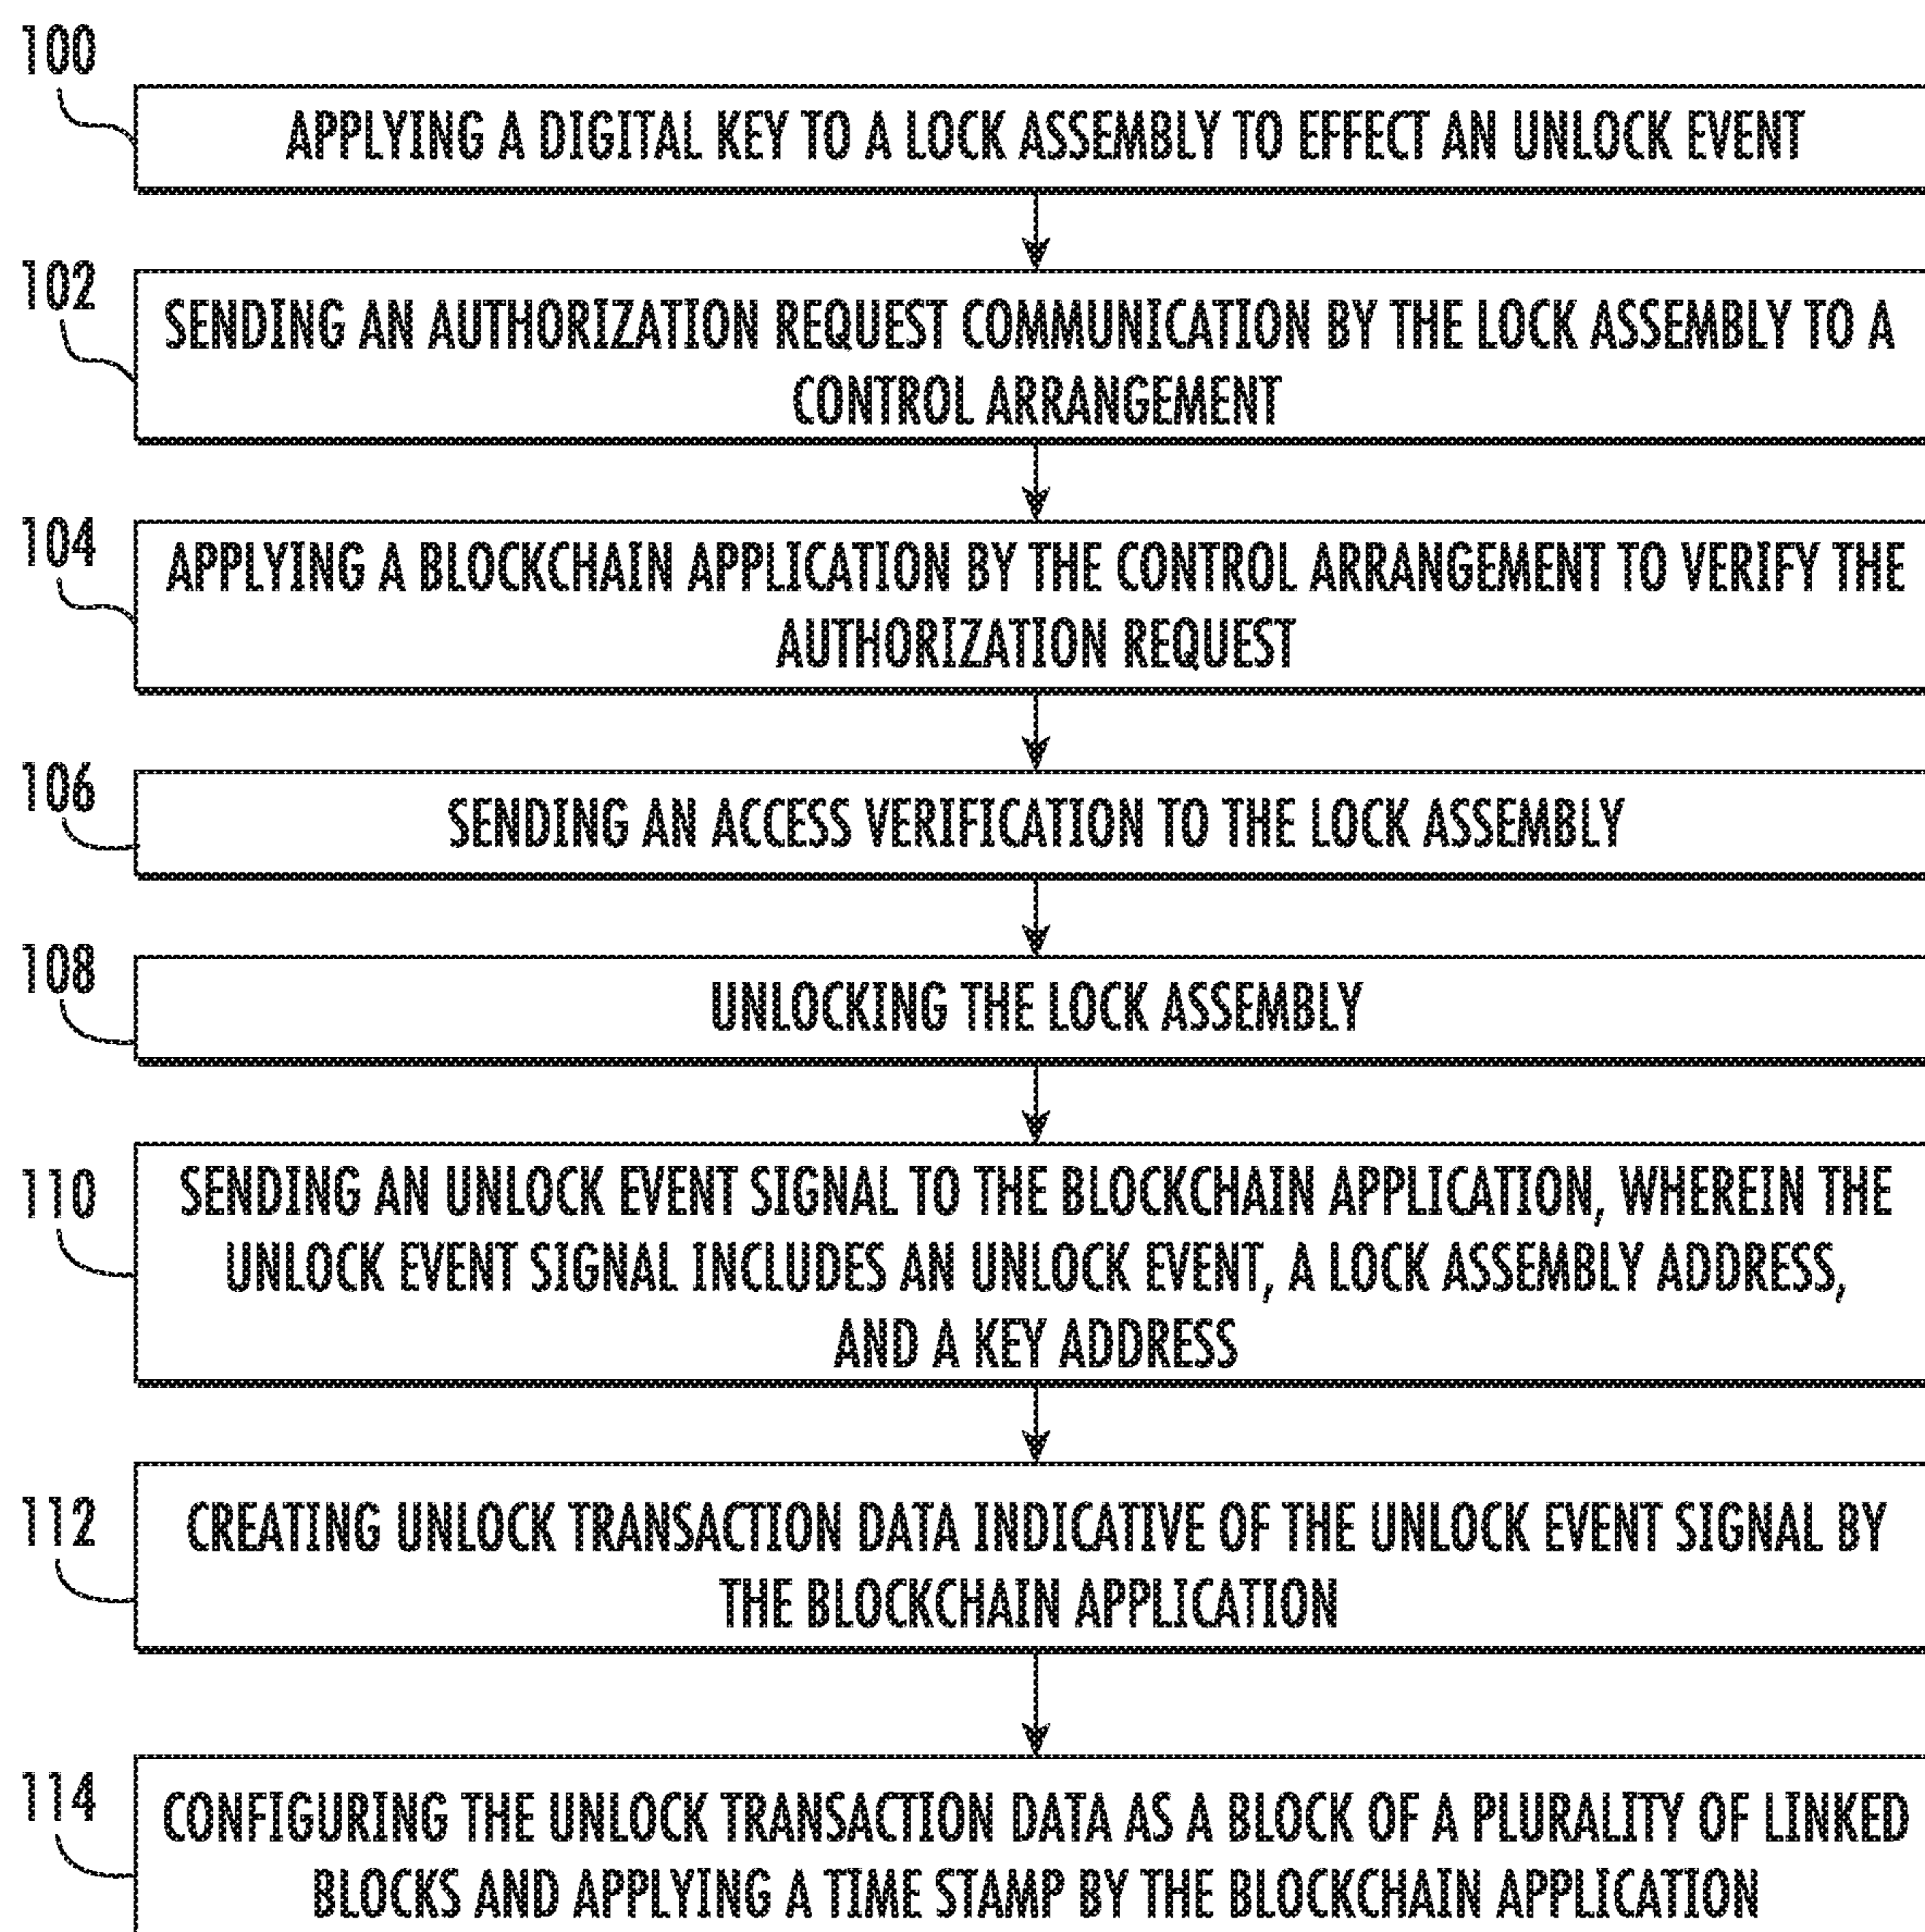 100
APPLYING A DIGITAL KEY TO A LOCK ASSEMBLY TO EFFECT AN UNLOCK EVENT
102
SENDING AN AUTHORIZATION REQUEST COMMUNICATION BY THE LOCK ASSEMBLY TO A
CONTROL ARRANGEMENT
104
APPLYING A BLOCKCHAIN APPLICATION BY THE CONTROL ARRANGEMENT TO VERIFY THE
AUTHORIZATION REQUEST
106
SENDING AN ACCESS VERIFICATION TO THE LOCK ASSEMBLY
108
UNLOCKING THE LOCK ASSEMBLY
110
SENDING AN UNLOCK EVENT SIGNAL TO THE BLOCKCHAIN APPLICATION, WHEREIN THE
UNLOCK EVENT SIGNAL INCLUDES AN UNLOCK EVENT, A LOCK ASSEMBLY ADDRESS,
AND A KEY ADDRESS
112
CREATING UNLOCK TRANSACTION DATA INDICATIVE OF THE UNLOCK EVENT SIGNAL BY
THE BLOCKCHAIN APPLICATION
114
CONFIGURING THE UNLOCK TRANSACTION DATA AS A BLOCK OF A PLURALITY OF LINKED
BLOCKS AND APPLYING A TIME STAMP BY THE BLOCKCHAIN APPLICATION